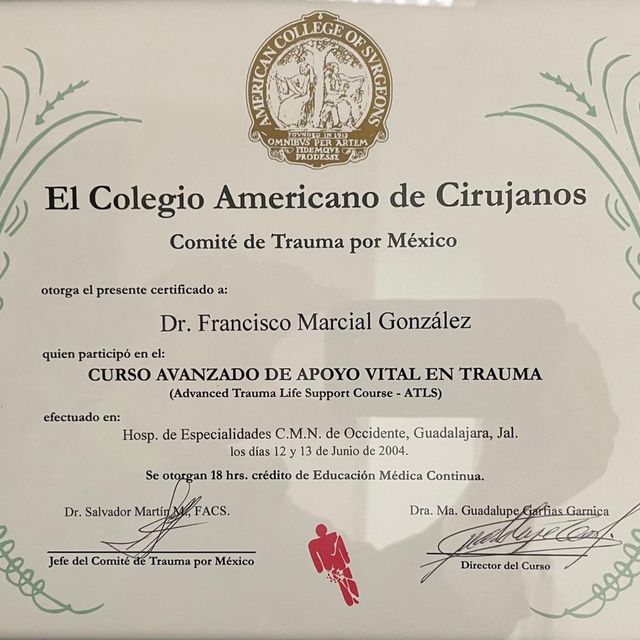 AMERICAN COLLEGE OF SVRGEONS
FOUNDED IN 1913
OMNIBVS PER ARTEM
FIDEMQVE
PRODESSE
El Colegio Americano de Cirujanos
Comité de Trauma por México
otorga el presente certificado a:
Dr. Francisco Marcial González
quien participó en el:
CURSO AVANZADO DE APOYO VITAL EN TRAUMA
(Advanced Trauma Life Support Course - ATLS)
efectuado en:
Hosp. de Especialidades C.M.N. de Occidente, Guadalajara, Jal.
los días 12 y 13 de Junio de 2004.
Se otorgan 18 hrs. crédito de Educación Médica Continua.
Dr. Salvador Martín M., FACS.
Jefe del Comité de Trauma por México
Dra. Ma. Guadalupe Garfias Garnica
Director del Curso